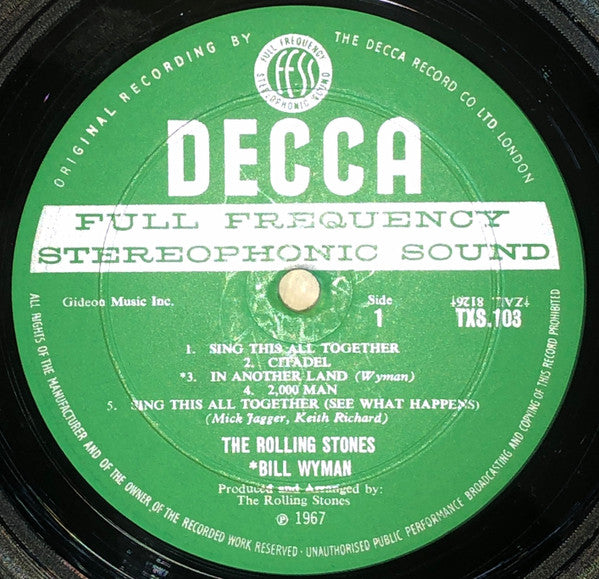 ORIGINAL RECORDING BY THE DECCA RECORD CO LTD LONDON
FULL FREQUENCY
FFSS
STEREOPHONIC SOUND
DECCA
FULL FREQUENCY
STEREOPHONIC SOUND
Gideon Music Inc.
Side
1
↓ZAL. 8126↓
TXS.103
1. SING THIS ALL TOGETHER
2. CITADEL
*3. IN ANOTHER LAND (Wyman)
4. 2,000 MAN
5. SING THIS ALL TOGETHER (SEE WHAT HAPPENS)
(Mick Jagger, Keith Richard)
THE ROLLING STONES
*BILL WYMAN
Produced and Arranged by:
The Rolling Stones
℗ 1967
ALL RIGHTS OF THE MANUFACTURER AND OF THE OWNER OF THE RECORDED WORK RESERVED · UNAUTHORISED PUBLIC PERFORMANCE BROADCASTING AND COPYING OF THIS RECORD PROHIBITED